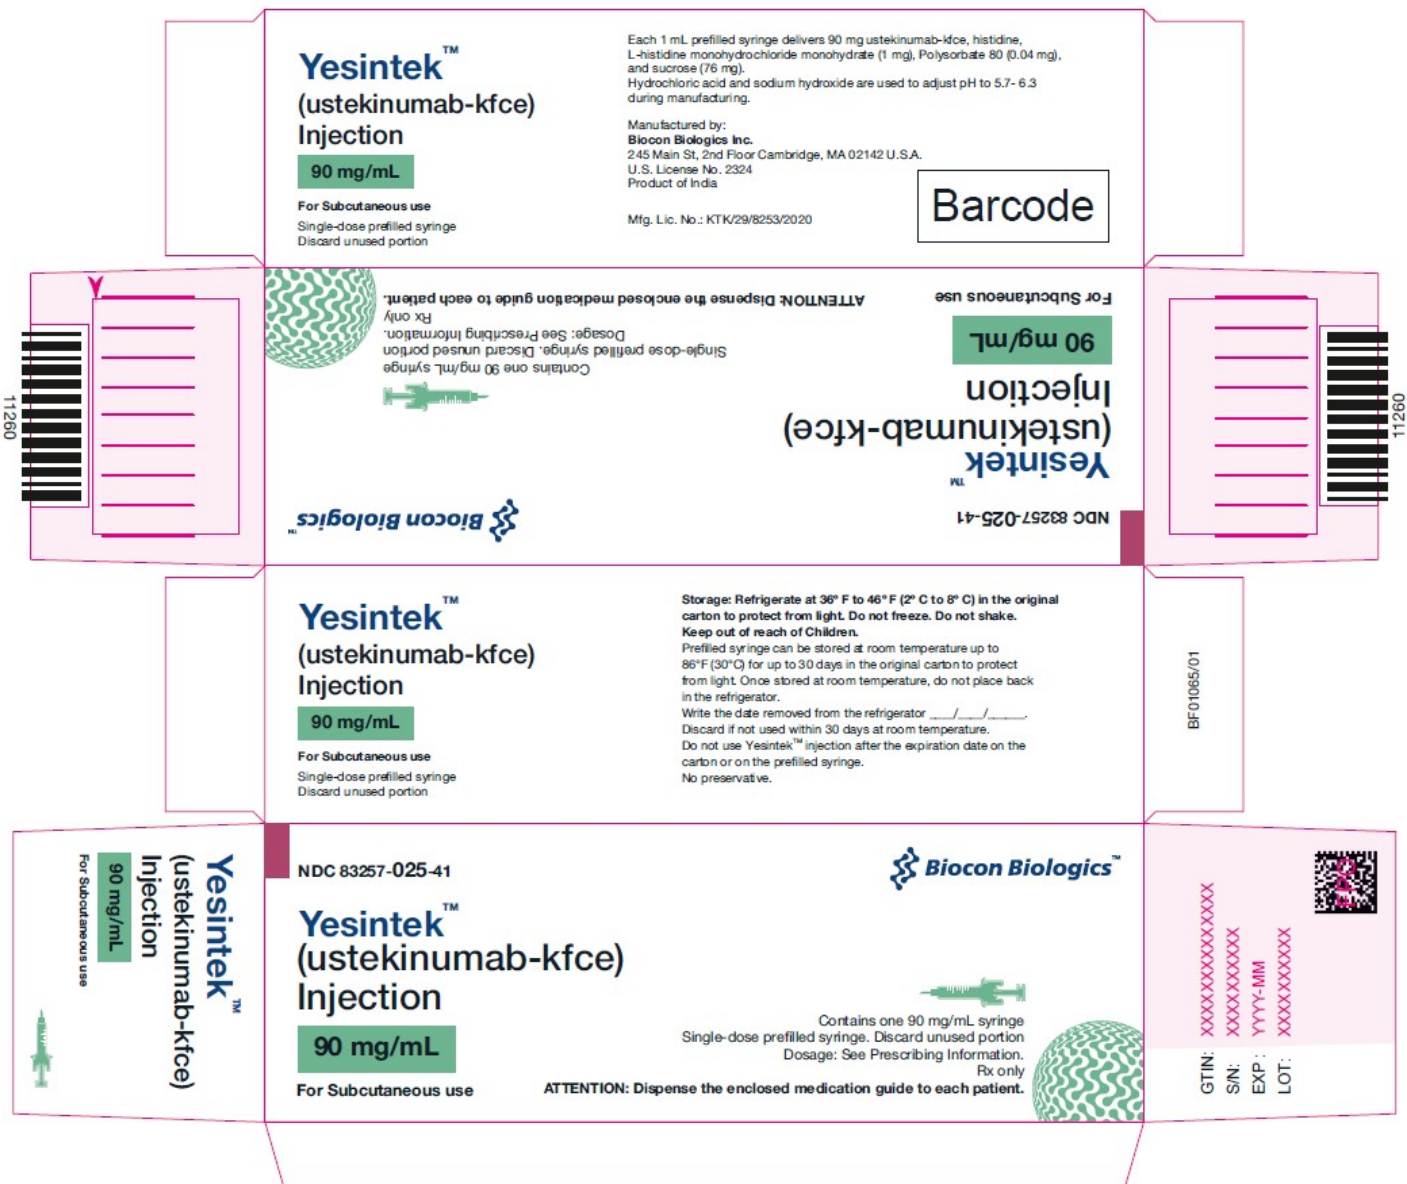 Yesintek™
(ustekinumab-kfce)
Injection
90 mg/mL
For Subcutaneous use
Single-dose prefilled syringe
Discard unused portion
Each 1 mL prefilled syringe delivers 90 mg ustekinumab-kfce, histidine,
L-histidine monohydrochloride monohydrate (1 mg), Polysorbate 80 (0.04 mg),
and sucrose (76 mg).
Hydrochloric acid and sodium hydroxide are used to adjust pH to 5.7- 6.3
during manufacturing.
Manufactured by:
Biocon Biologics Inc.
245 Main St, 2nd Floor Cambridge, MA 02142 U.S.A.
U.S. License No. 2324
Product of India
Mfg. Lic. No.: KTK/29/8253/2020
Barcode
11260
NDC 83257-025-41
Biocon Biologics™
Yesintek™
(ustekinumab-kfce)
Injection
90 mg/mL
For Subcutaneous use
Contains one 90 mg/mL syringe
Single-dose prefilled syringe. Discard unused portion
Dosage: See Prescribing Information.
Rx only
ATTENTION: Dispense the enclosed medication guide to each patient.
11260
Yesintek™
(ustekinumab-kfce)
Injection
90 mg/mL
For Subcutaneous use
Single-dose prefilled syringe
Discard unused portion
Storage: Refrigerate at 36° F to 46° F (2° C to 8° C) in the original
carton to protect from light. Do not freeze. Do not shake.
Keep out of reach of Children.
Prefilled syringe can be stored at room temperature up to
86°F (30°C) for up to 30 days in the original carton to protect
from light. Once stored at room temperature, do not place back
in the refrigerator.
Write the date removed from the refrigerator ____/____/______.
Discard if not used within 30 days at room temperature.
Do not use Yesintek™ injection after the expiration date on the
carton or on the prefilled syringe.
No preservative.
BF01065/01
Yesintek™
(ustekinumab-kfce)
Injection
90 mg/mL
For Subcutaneous use
NDC 83257-025-41
Biocon Biologics™
Yesintek™
(ustekinumab-kfce)
Injection
90 mg/mL
For Subcutaneous use
Contains one 90 mg/mL syringe
Single-dose prefilled syringe. Discard unused portion
Dosage: See Prescribing Information.
Rx only
ATTENTION: Dispense the enclosed medication guide to each patient.
FPO
GTIN: XXXXXXXXXXXXXX
S/N: XXXXXXXXXX
EXP : YYYY-MM
LOT: XXXXXXXXXX